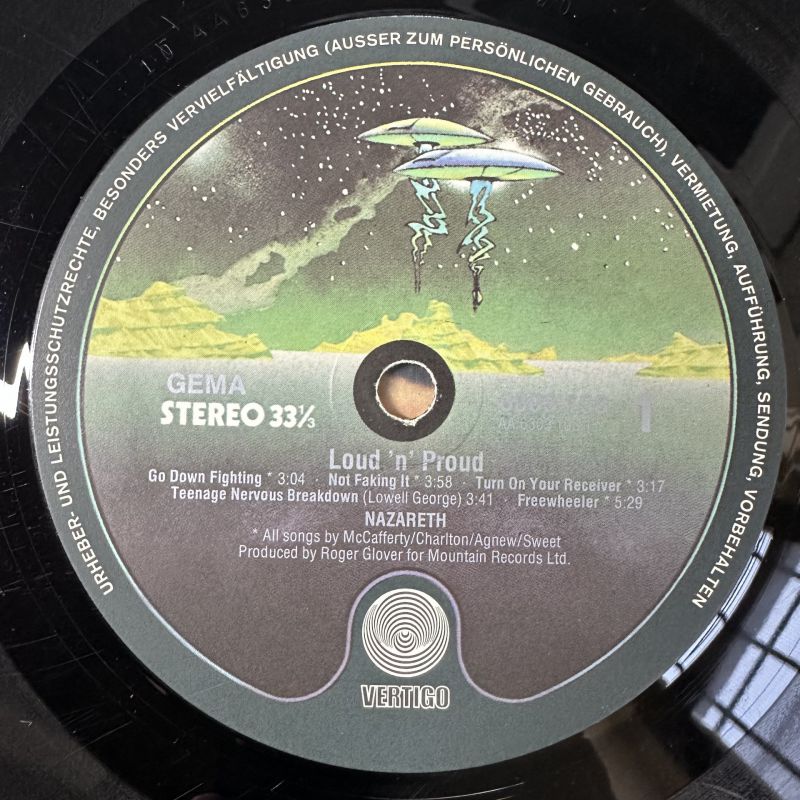 URHEBER- UND LEISTUNGSSCHUTZRECHTE, BESONDERS VERVIELFÄLTIGUNG (AUSSER ZUM PERSÖNLICHEN GEBRAUCH), VERMIETUNG, AUFFÜHRUNG, SENDUNG, VORBEHALTEN
GEMA
STEREO 33⅓
1
Loud 'n' Proud
Go Down Fighting * 3:04 · Not Faking It * 3:58 · Turn On Your Receiver * 3:17
Teenage Nervous Breakdown (Lowell George) 3:41 · Freewheeler * 5:29
NAZARETH
* All songs by McCafferty/Charlton/Agnew/Sweet
Produced by Roger Glover for Mountain Records Ltd.
VERTIGO